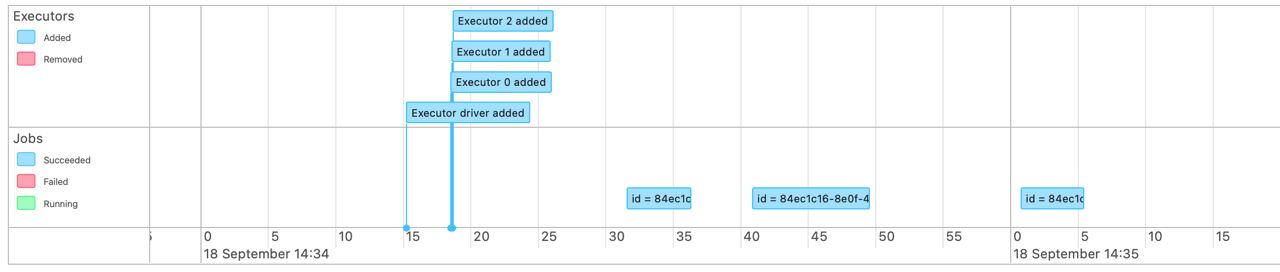 Executors
Added
Removed
Executor 2 added
Executor 1 added
Executor 0 added
Executor driver added
Jobs
Succeeded
Failed
Running
id = 84ec1c
id = 84ec1c16-8e0f-4
id = 84ec1c
0 5 10 15 20 25 30 35 40 45 50 55 0 5 10 15
18 September 14:34 18 September 14:35